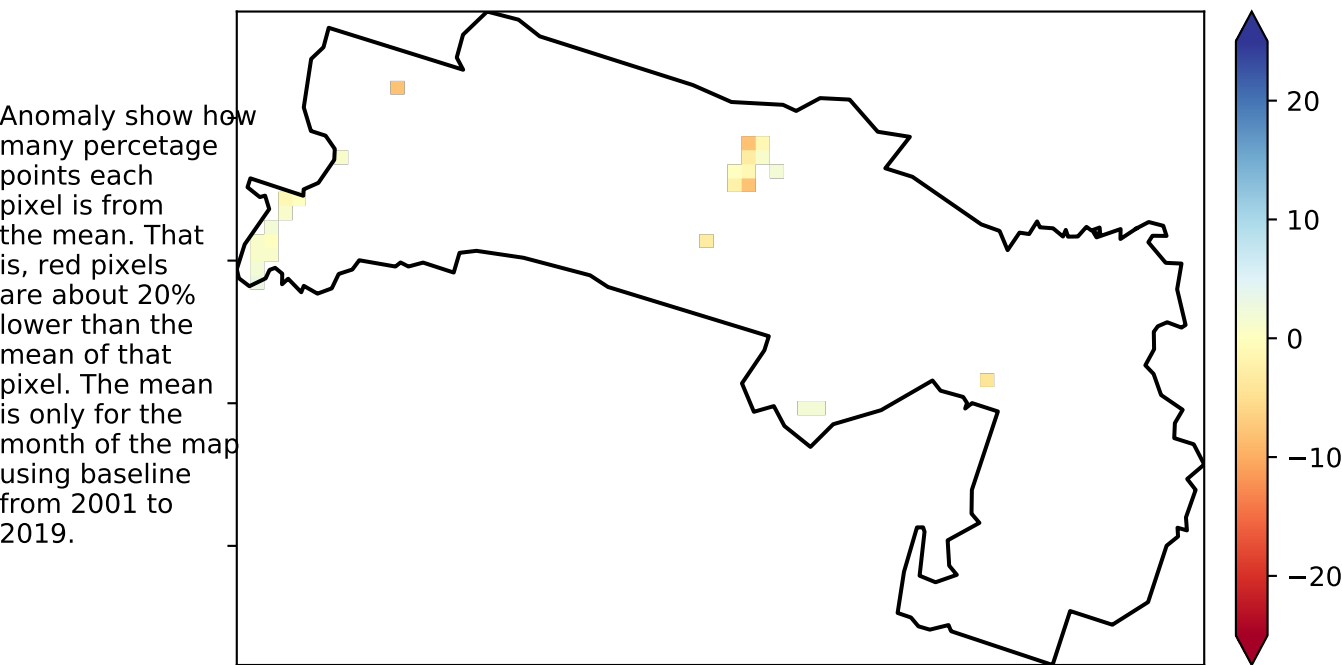 Anomaly show how
many percetage
points each
pixel is from
the mean. That
is, red pixels
are about 20%
lower than the
mean of that
pixel. The mean
is only for the
month of the map
using baseline
from 2001 to
2019.
20
10
0
−10
−20